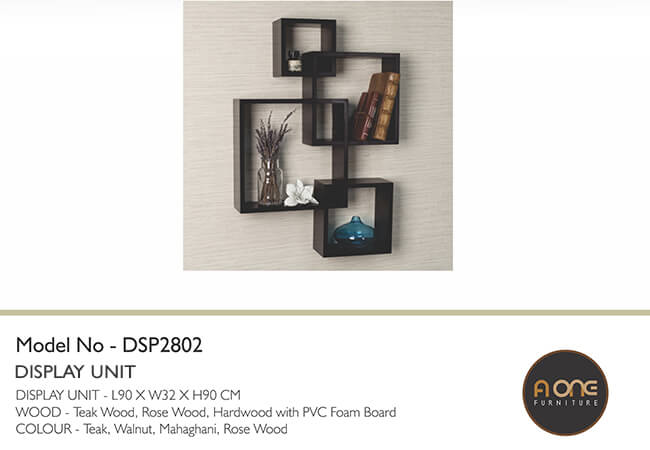 Model No - DSP2802
DISPLAY UNIT
DISPLAY UNIT - L90 X W32 X H90 CM
WOOD - Teak Wood, Rose Wood, Hardwood with PVC Foam Board
COLOUR - Teak, Walnut, Mahaghani, Rose Wood
A ONE
FURNITURE